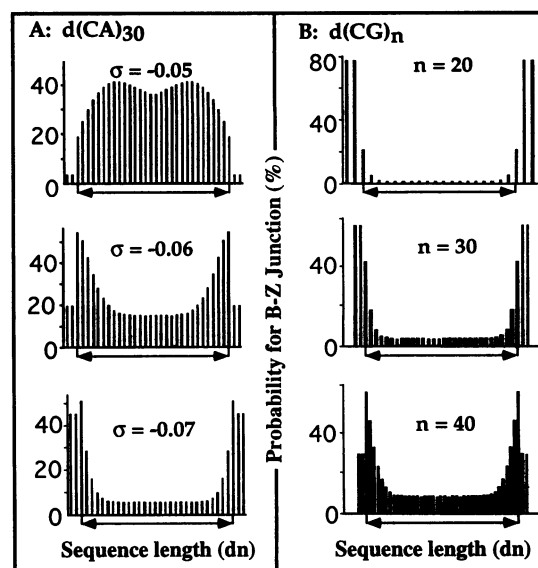 A: d(CA)30
σ = -0.05
40
20
0
σ = -0.06
40
20
0
σ = -0.07
40
20
0
Sequence length (dn)
Probability for B-Z Junction (%)
B: d(CG)n
n = 20
80
40
0
n = 30
40
0
n = 40
40
0
Sequence length (dn)